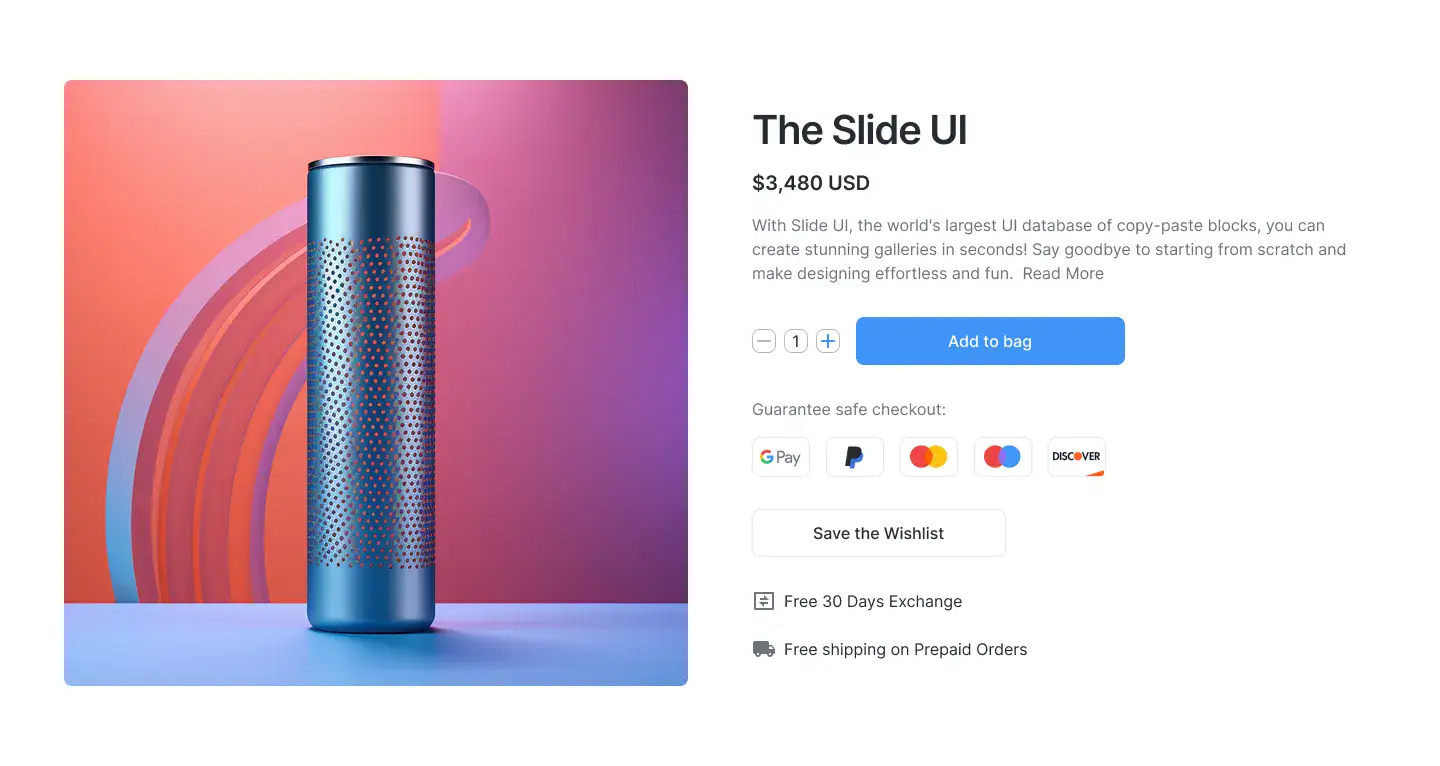 The Slide UI
$3,480 USD
With Slide UI, the world's largest UI database of copy-paste blocks, you can
create stunning galleries in seconds! Say goodbye to starting from scratch and
make designing effortless and fun. Read More
1
Add to bag
Guarantee safe checkout:
G Pay
DISCOVER
Save the Wishlist
Free 30 Days Exchange
Free shipping on Prepaid Orders